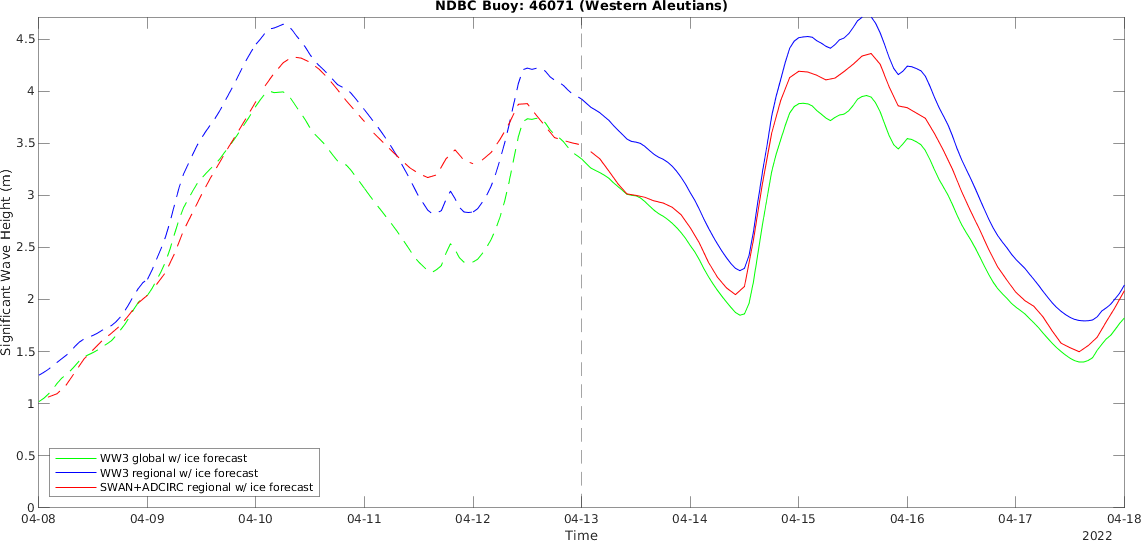 NDBC Buoy: 46071 (Western Aleutians)
Significant Wave Height (m)
4.5
4
3.5
3
2.5
2
1.5
1
0.5
0
WW3 global w/ ice forecast
WW3 regional w/ ice forecast
SWAN+ADCIRC regional w/ ice forecast
04-08 04-09 04-10 04-11 04-12 04-13 04-14 04-15 04-16 04-17 04-18
Time
2022